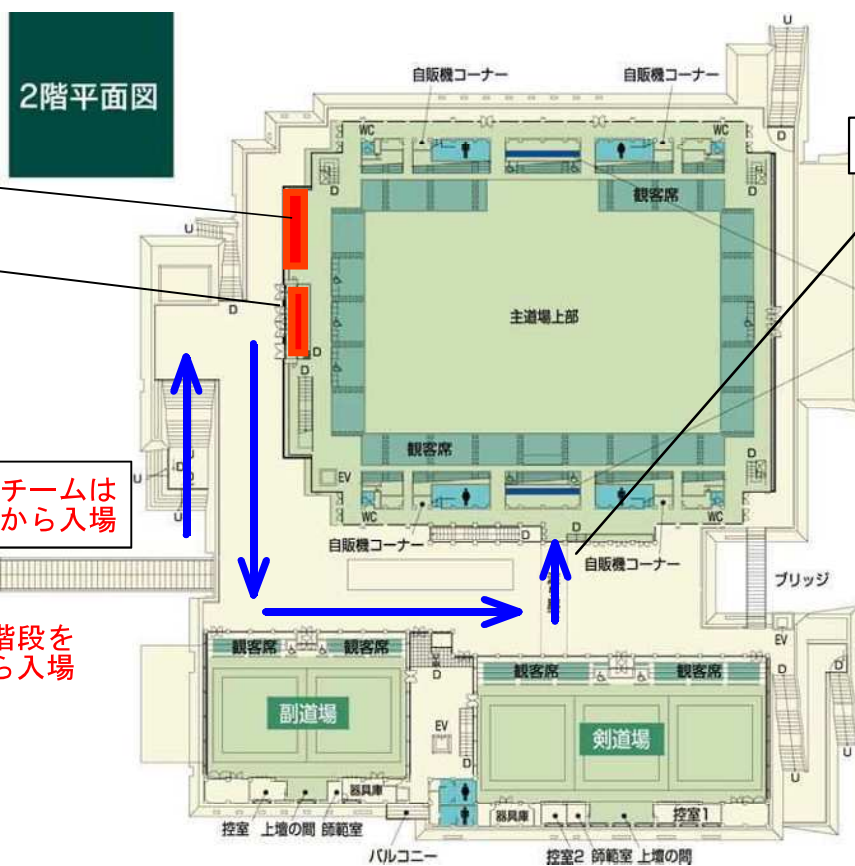 2階平面図
U
自販機コーナー
自販機コーナー
WC
WC
D
D
D
観客席
U
D
主道場上部
D
D
D
観客席
D
EV
U
D
チームは
から入場
U
WC
WC
D
D
自販機コーナー
自販機コーナー
ブリッジ
階段を
ら入場
EV
観客席
観客席
D
観客席
観客席
D
D
副道場
EV
剣道場
D
U
U
器具庫
器具庫
控室1
控室
上壇の間
師範室
バルコニー
控室2
師範室
上壇の間